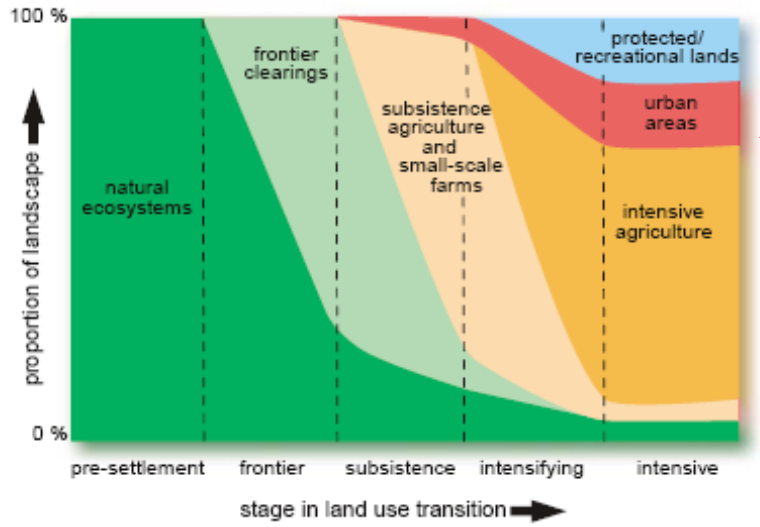 100 %
protected/
recreational lands
frontier
clearings
urban
areas
subsistence
agriculture
and
small-scale
farms
natural
ecosystems
intensive
agriculture
proportion of landscape
0 %
pre-settlement
frontier
subsistence
intensifying
intensive
stage in land use transition